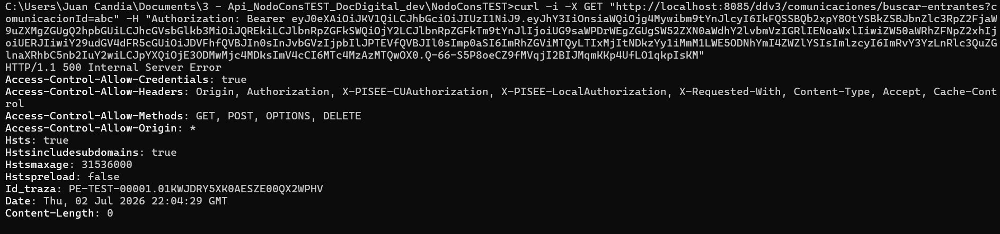 C:\Users\Juan Candia\Documents\3 - Api_NodoConsTEST_DocDigital_dev\NodoConsTEST>curl -i -X GET "http://localhost:8085/ddv3/comunicaciones/buscar-entrantes?c
omunicacionId=abc" -H "Authorization: Bearer eyJ0eXAiOiJKV1QiLCJhbGciOiJIUzI1NiJ9.eyJhY3IiOnsiaWQiOjg4Mywibm9tYnJlcyI6IkFQSSBQb2xpY8OtYSBkZSBJbnZlc3RpZ2FjaW
9uZXMgZGUgQ2hpbGUiLCJhcGVsbGlkb3MiOiJQREkiLCJlbnRpZGFkSWQiOjY2LCJlbnRpZGFkTm9tYnJlIjoiUG9saWPDrWEgZGUgSW52ZXN0aWdhY2lvbmVzIGRlIENoaWxlIiwiZW50aWRhZFNpZ2xhIj
oiUERJIiwiY29udGV4dFR5cGUiOiJDVFhfQVBJIn0sInJvbGVzIjpbIlJPTEVfQVBJIl0sImp0aSI6ImRhZGViMTQyLTIxMjItNDkzYy1iMmM1LWE5ODNhYmI4ZWZlYSIsImlzcyI6ImRvY3YzLnRlc3QuZG
lnaXRhbC5nb2IuY2wiLCJpYXQiOjE3ODMwMjc4MDksImV4cCI6MTc4MzAzMTQwOX0.Q-66-S5P8oeCZ9fMVqjI2BIJMqmKKp4UfLO1qkpIsKM"
HTTP/1.1 500 Internal Server Error
Access-Control-Allow-Credentials: true
Access-Control-Allow-Headers: Origin, Authorization, X-PISEE-CUAuthorization, X-PISEE-LocalAuthorization, X-Requested-With, Content-Type, Accept, Cache-Cont
rol
Access-Control-Allow-Methods: GET, POST, OPTIONS, DELETE
Access-Control-Allow-Origin: *
Hsts: true
Hstsincludesubdomains: true
Hstsmaxage: 31536000
Hstspreload: false
Id_traza: PE-TEST-00001.01KWJDRY5XK0AESZE00QX2WPHV
Date: Thu, 02 Jul 2026 22:04:29 GMT
Content-Length: 0